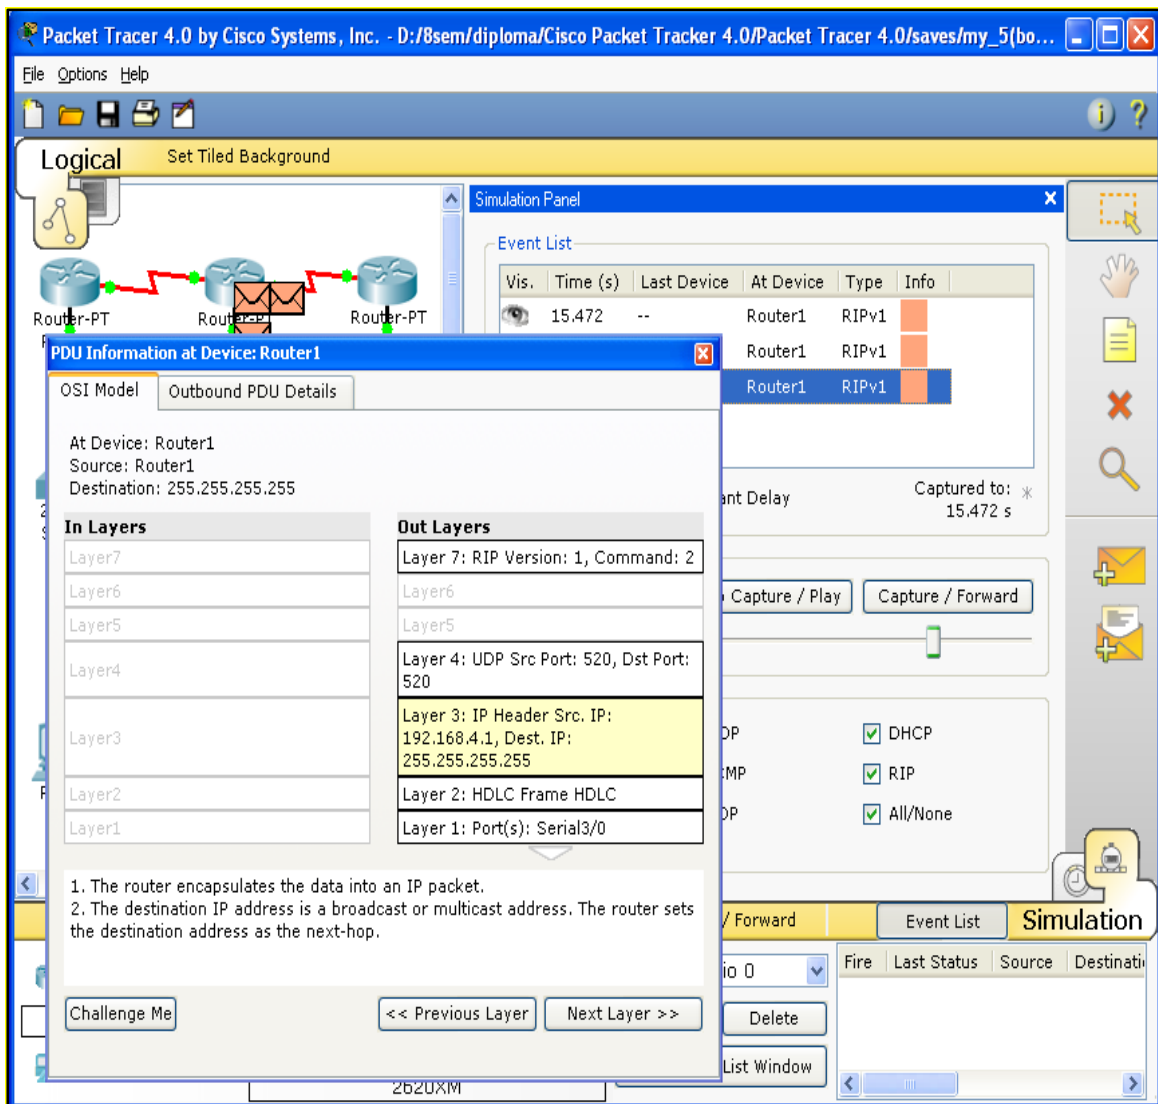 Packet Tracer 4.0 by Cisco Systems, Inc. - D:/8sem/diploma/Cisco Packet Tracker 4.0/Packet Tracer 4.0/saves/my_5(bo...
File Options Help
Logical
Set Tiled Background
Router-PT
Router-P
Router-PT
Simulation Panel
Event List
Vis. Time (s) Last Device At Device Type Info
15.472 -- Router1 RIPv1
Router1 RIPv1
Router1 RIPv1
ant Delay
Captured to:
15.472 s
Capture / Play
Capture / Forward
DHCP
MP
RIP
All/None
PDU Information at Device: Router1
OSI Model
Outbound PDU Details
At Device: Router1
Source: Router1
Destination: 255.255.255.255
In Layers
Layer7
Layer6
Layer5
Layer4
Layer3
Layer2
Layer1
Out Layers
Layer 7: RIP Version: 1, Command: 2
Layer6
Layer5
Layer 4: UDP Src Port: 520, Dst Port:
520
Layer 3: IP Header Src. IP:
192.168.4.1, Dest. IP:
255.255.255.255
Layer 2: HDLC Frame HDLC
Layer 1: Port(s): Serial3/0
1. The router encapsulates the data into an IP packet.
2. The destination IP address is a broadcast or multicast address. The router sets
the destination address as the next-hop.
Challenge Me
<< Previous Layer
Next Layer >>
/ Forward
Event List
Simulation
Fire Last Status Source Destinati
io 0
Delete
List Window
2620XM